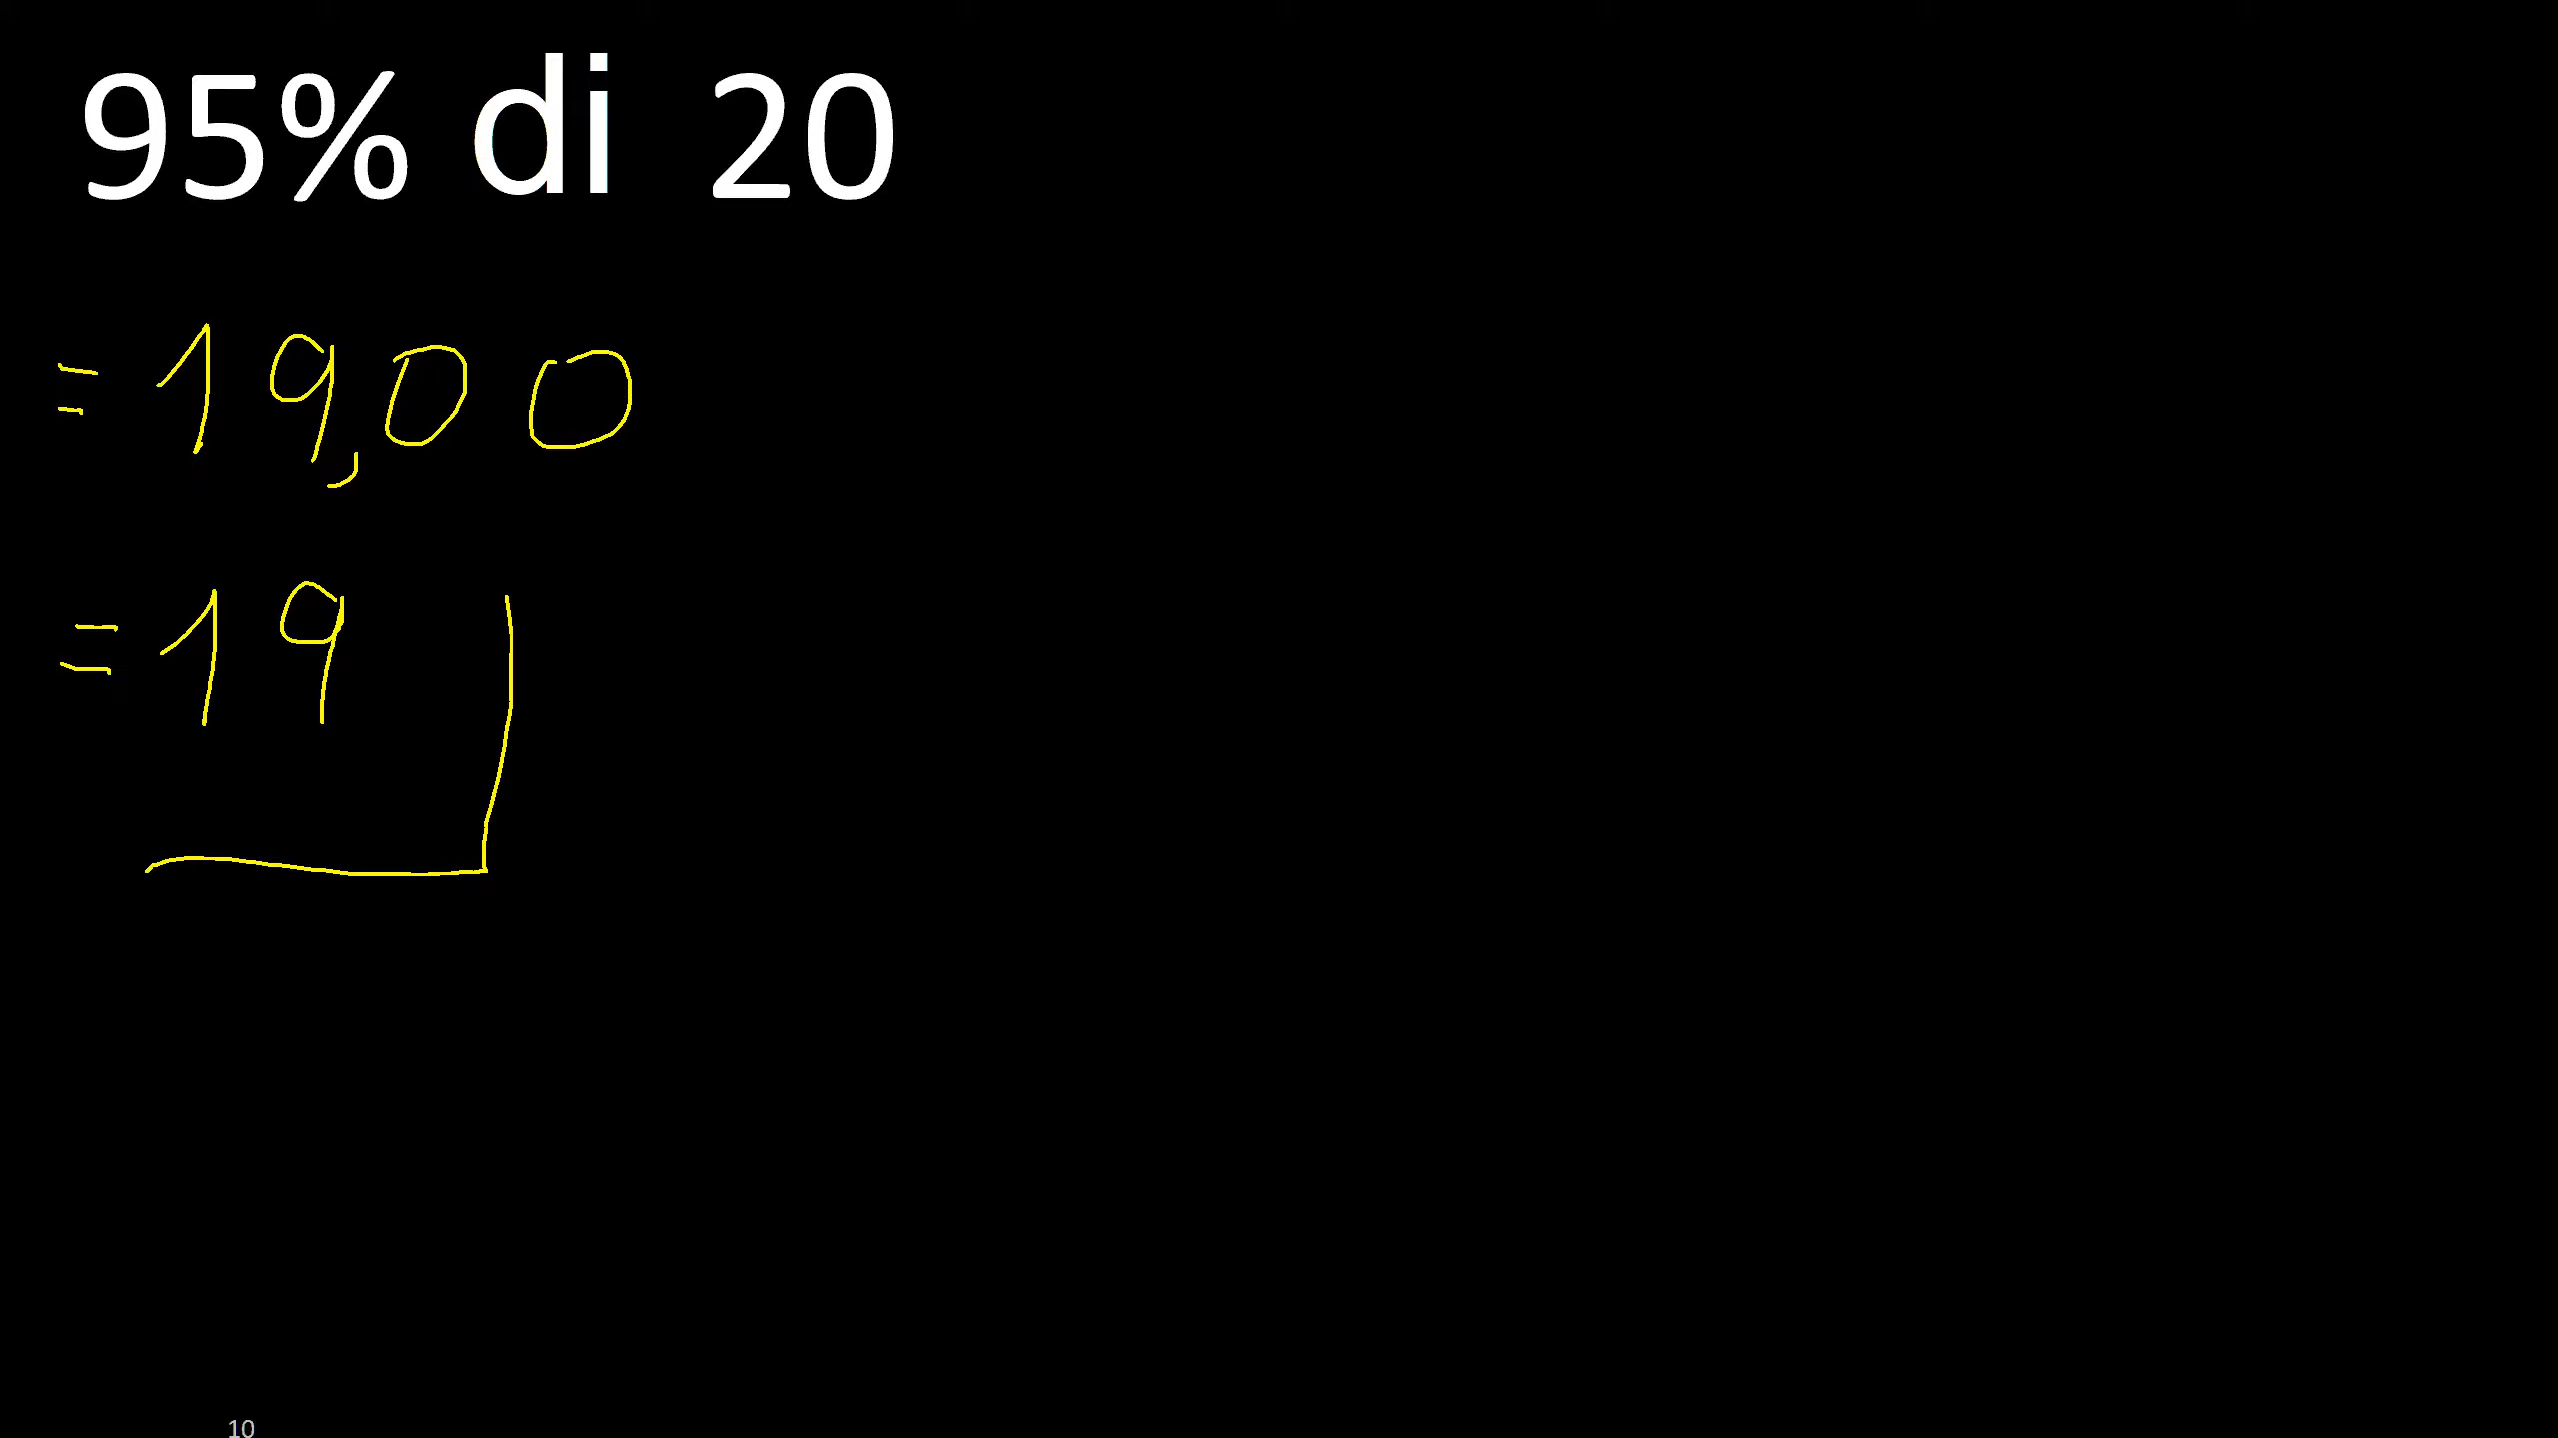 95% di 20
= 19,00
= 19
10